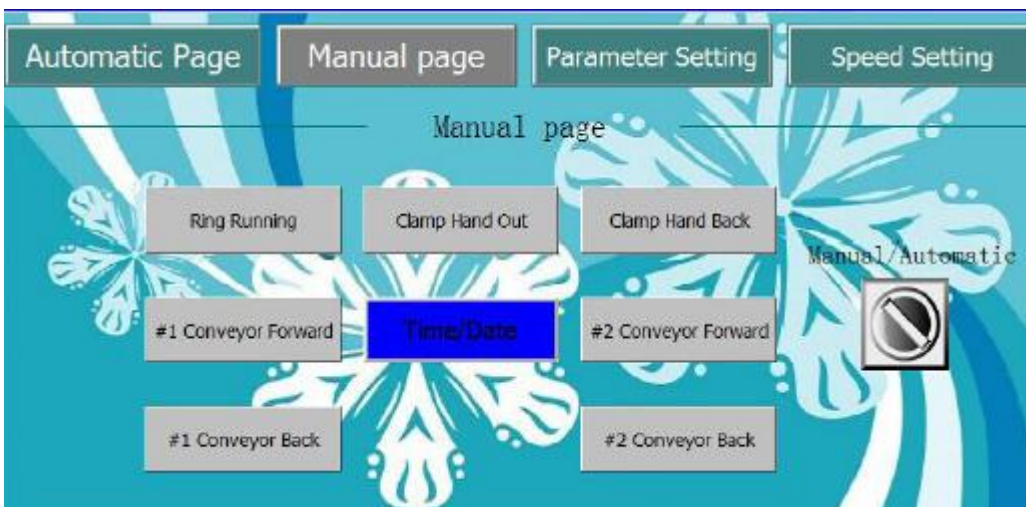 Automatic Page
Manual page
Parameter Setting
Speed Setting
Manual page
Ring Running
Clamp Hand Out
Clamp Hand Back
Manual/Automatic
#1 Conveyor Forward
Time/Date
#2 Conveyor Forward
#1 Conveyor Back
#2 Conveyor Back